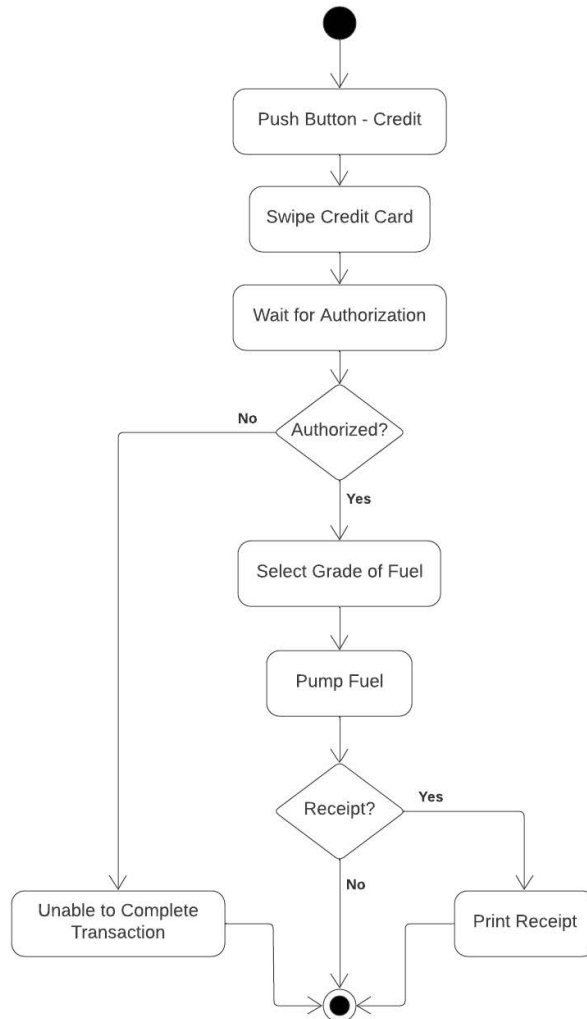 Push Button - Credit
Swipe Credit Card
Wait for Authorization
No
Authorized?
Yes
Select Grade of Fuel
Pump Fuel
Receipt?
Yes
No
Unable to Complete
Transaction
Print Receipt